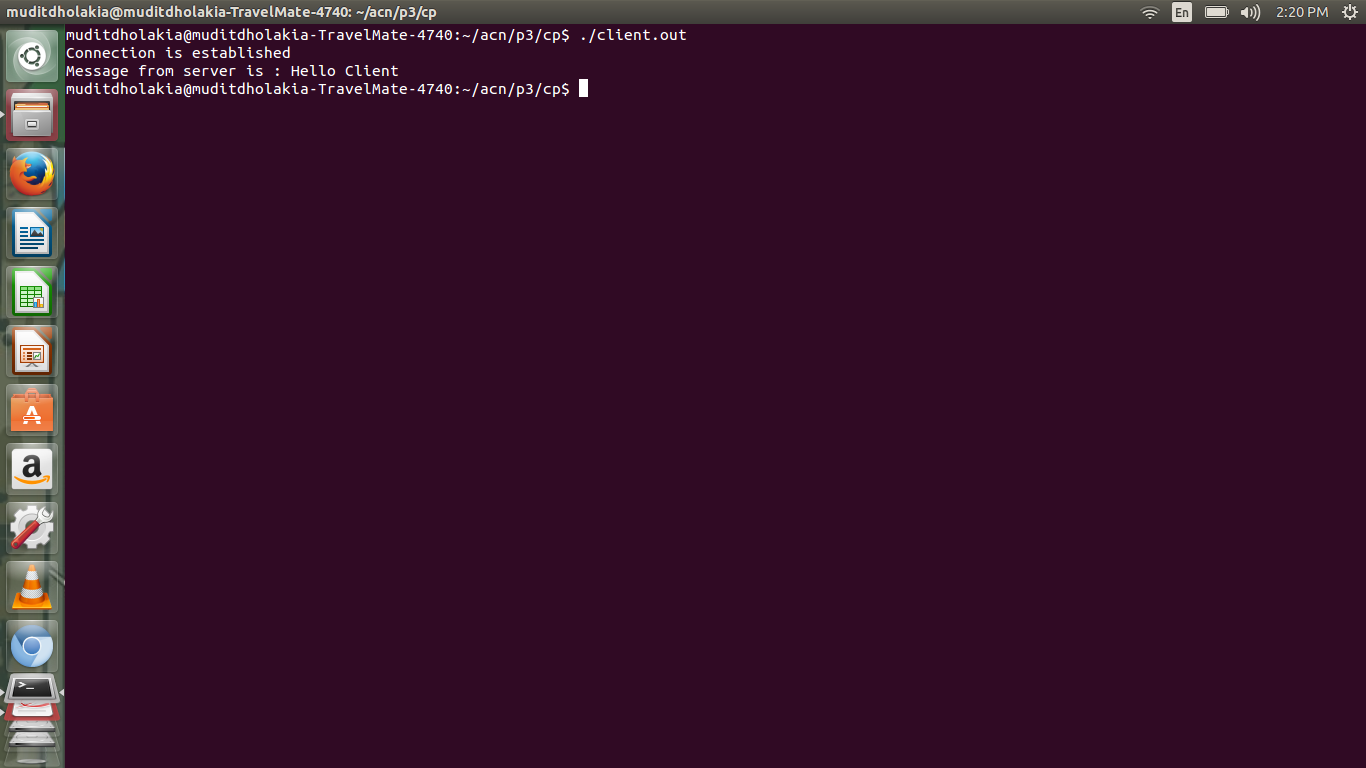 muditdholakia@muditdholakia-TravelMate-4740: ~/acn/p3/cp
En
2:20 PM
muditdholakia@muditdholakia-TravelMate-4740:~/acn/p3/cp$ ./client.out
Connection is established
Message from server is : Hello Client
muditdholakia@muditdholakia-TravelMate-4740:~/acn/p3/cp$
A
a
>_